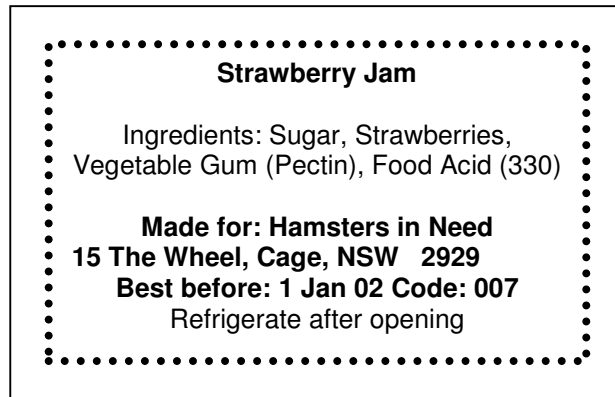 Strawberry Jam
Ingredients: Sugar, Strawberries,
Vegetable Gum (Pectin), Food Acid (330)
Made for: Hamsters in Need
15 The Wheel, Cage, NSW 2929
Best before: 1 Jan 02 Code: 007
Refrigerate after opening